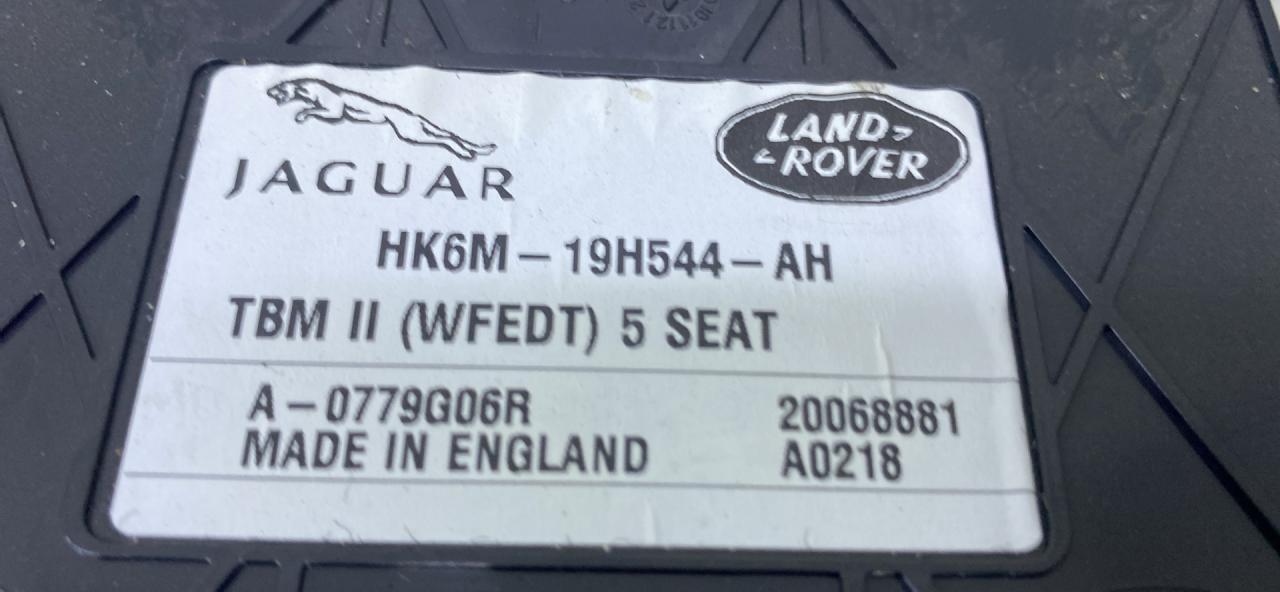 JAGUAR
LAND
ROVER
HK6M – 19H544 – AH
TBM II (WFEDT) 5 SEAT
A – 0779G06R 20068881
MADE IN ENGLAND A0218